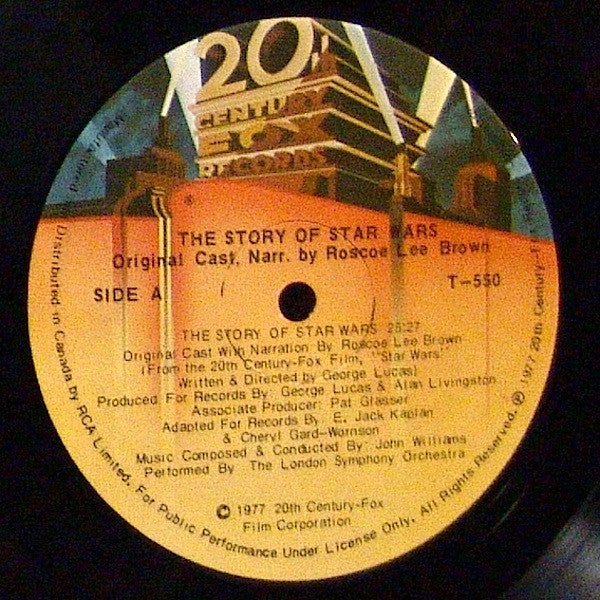 20th
CENTURY
FOX
RECORDS
®
THE STORY OF STAR WARS
Original Cast, Narr. by Roscoe Lee Brown
SIDE A
T-550
THE STORY OF STAR WARS 25:27
Original Cast With Narration By Roscoe Lee Brown
(From the 20th Century-Fox Film, "Star Wars"
Written & Directed by George Lucas)
Produced For Records By: George Lucas & Alan Livingston
Associate Producer: Pat Glasser
Adapted For Records By: E. Jack Kaplan
& Cheryl Gard-Wornson
Music Composed & Conducted By: John Williams
Performed By The London Symphony Orchestra
© 1977 20th Century-Fox
Film Corporation
Distributed in Canada by RCA Limited. For Public Performance Under License Only. All Rights Reserved. ℗ 1977 20th Century-F